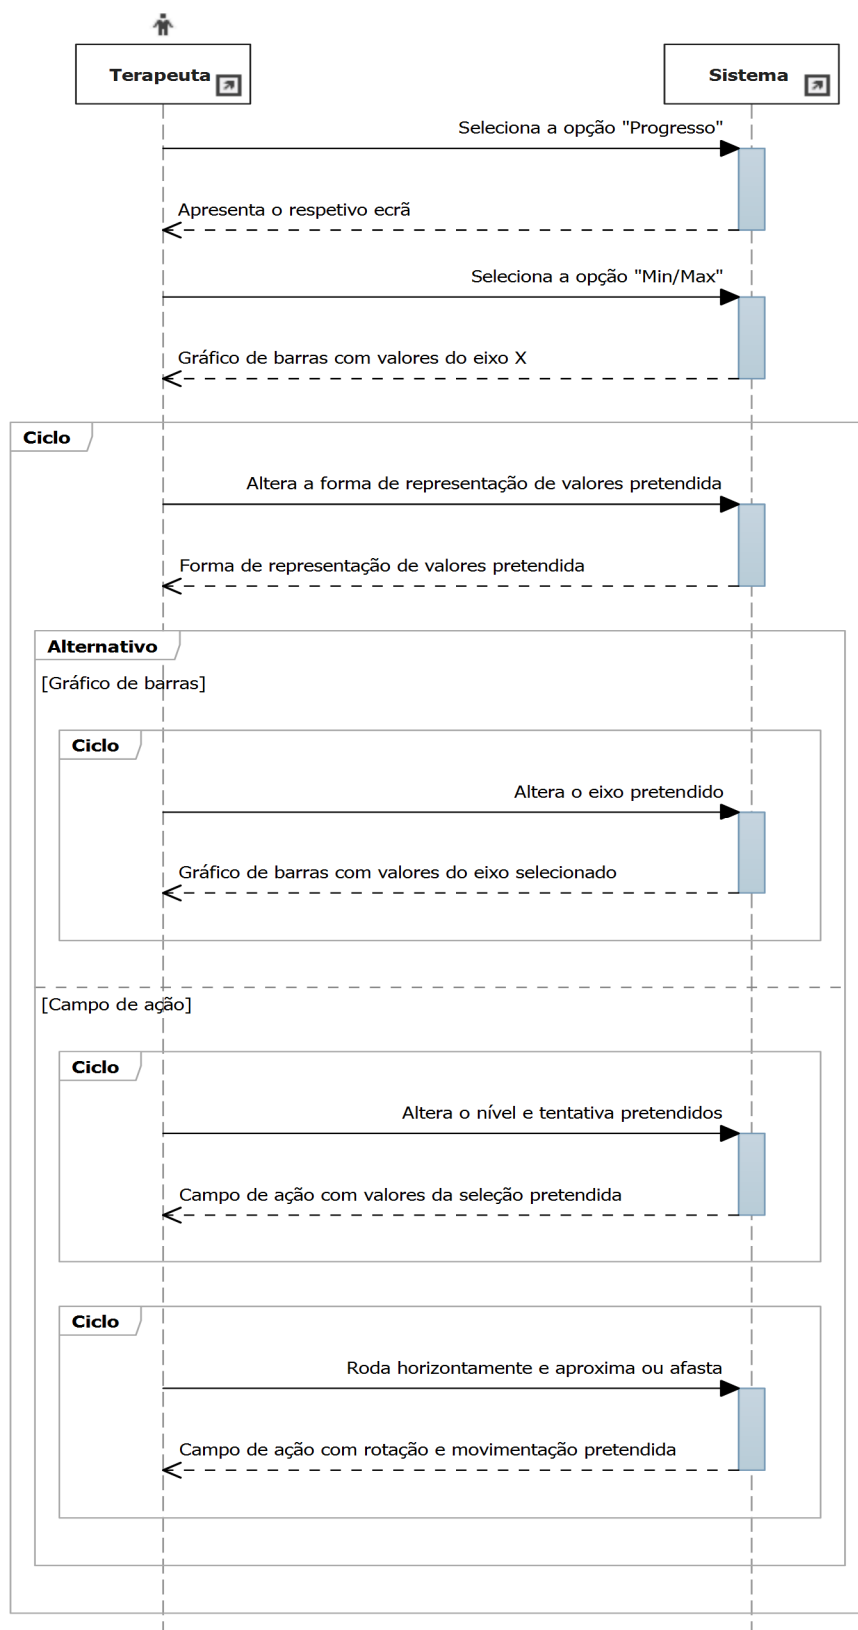 Terapeuta
Sistema
Seleciona a opção "Progresso"
Apresenta o respetivo ecrã
Seleciona a opção "Min/Max"
Gráfico de barras com valores do eixo X
Ciclo
Altera a forma de representação de valores pretendida
Forma de representação de valores pretendida
Alternativo
[Gráfico de barras]
Ciclo
Altera o eixo pretendido
Gráfico de barras com valores do eixo selecionado
[Campo de ação]
Ciclo
Altera o nível e tentativa pretendidos
Campo de ação com valores da seleção pretendida
Ciclo
Roda horizontamente e aproxima ou afasta
Campo de ação com rotação e movimentação pretendida